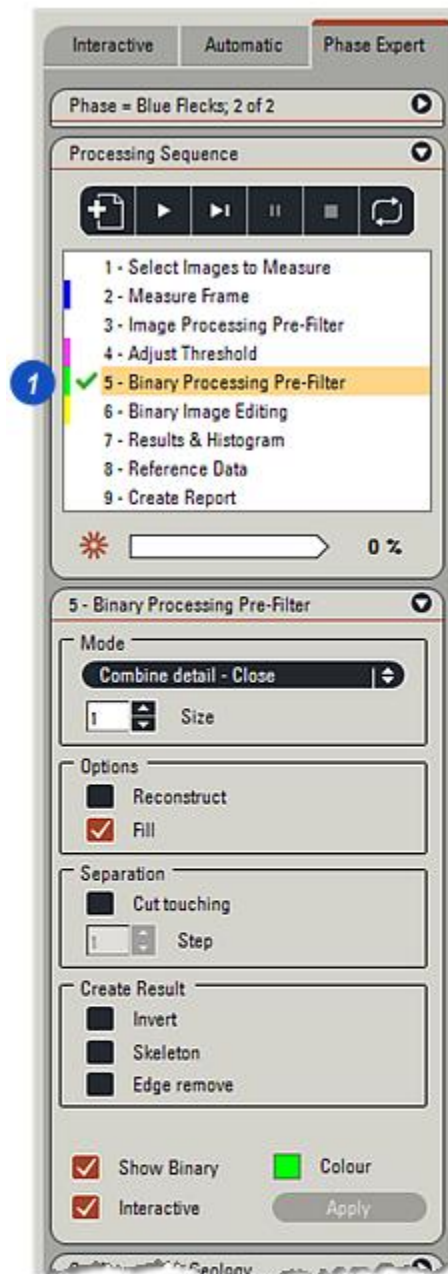 Interactive Automatic Phase Expert
Phase = Blue Flecks; 2 of 2
Processing Sequence
1 - Select Images to Measure
2 - Measure Frame
3 - Image Processing Pre-Filter
4 - Adjust Threshold
1 5 - Binary Processing Pre-Filter
6 - Binary Image Editing
7 - Results & Histogram
8 - Reference Data
9 - Create Report
0 %
5 - Binary Processing Pre-Filter
Mode
Combine detail - Close
1 Size
Options
Reconstruct
Fill
Separation
Cut touching
1 Step
Create Result
Invert
Skeleton
Edge remove
Show Binary Colour
Interactive Apply
Geology